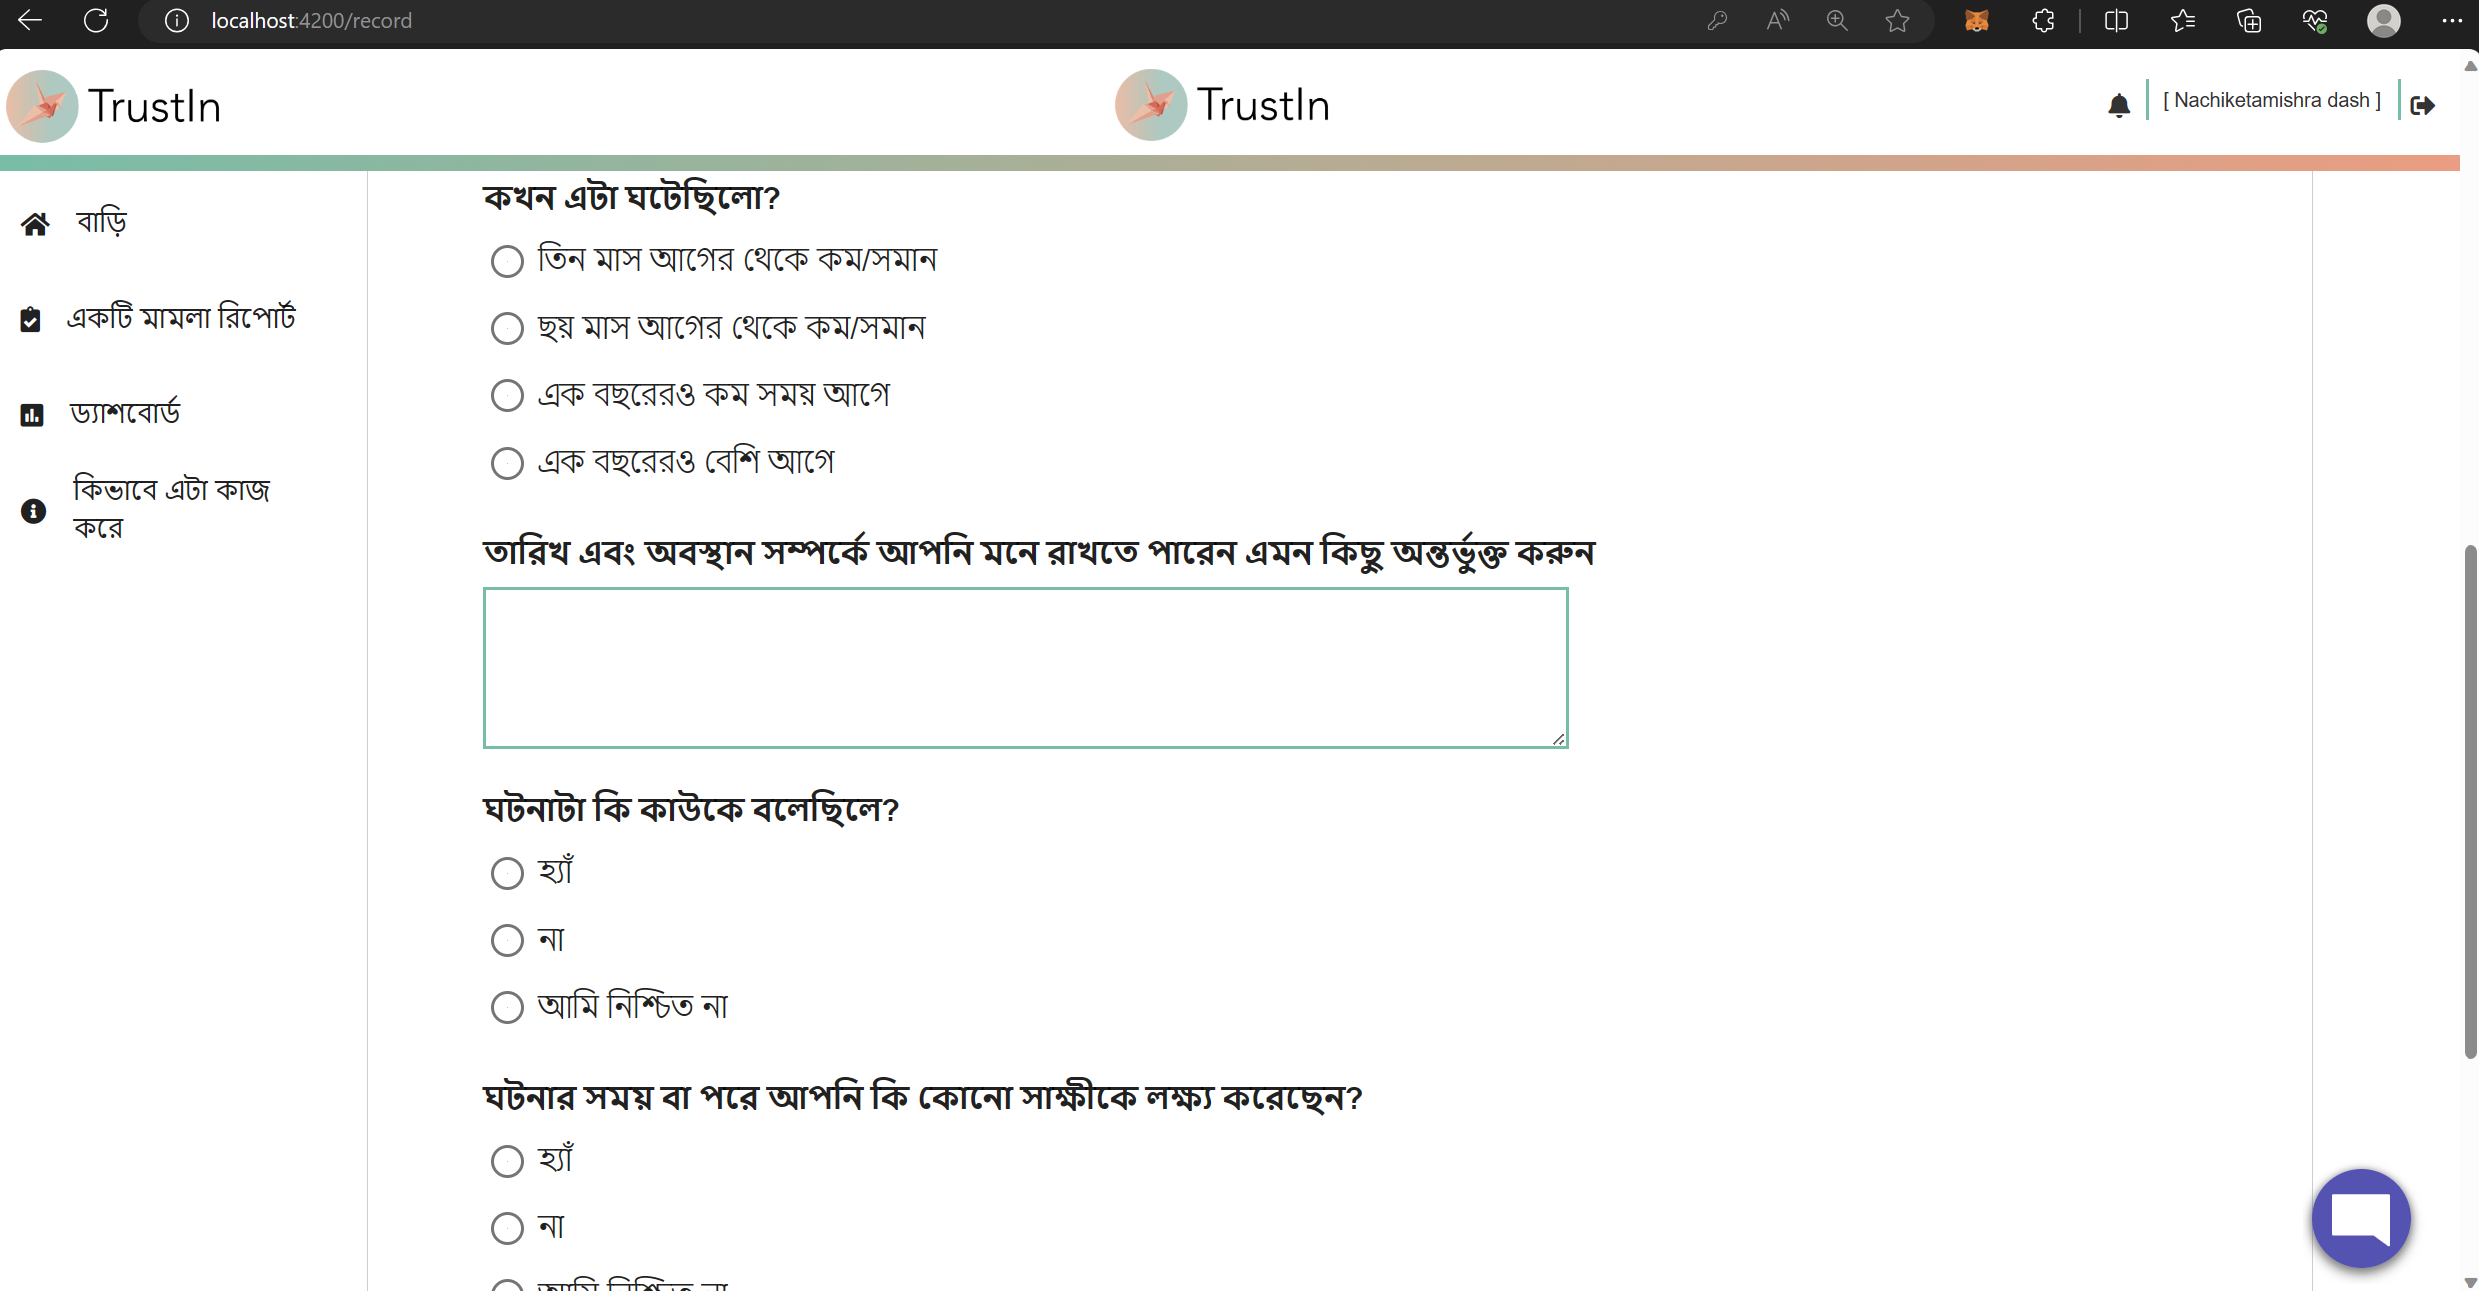 localhost:4200/record
TrustIn
TrustIn
[ Nachiketamishra dash ]
বাড়ি
একটি মামলা রিপোর্ট
ড্যাশবোর্ড
কিভাবে এটা কাজ
করে
কখন এটা ঘটেছিলো?
তিন মাস আগের থেকে কম/সমান
ছয় মাস আগের থেকে কম/সমান
এক বছরেরও কম সময় আগে
এক বছরেরও বেশি আগে
তারিখ এবং অবস্থান সম্পর্কে আপনি মনে রাখতে পারেন এমন কিছু অন্তর্ভুক্ত করুন
ঘটনাটা কি কাউকে বলেছিলে?
হ্যাঁ
না
আমি নিশ্চিত না
ঘটনার সময় বা পরে আপনি কি কোনো সাক্ষীকে লক্ষ্য করেছেন?
হ্যাঁ
না